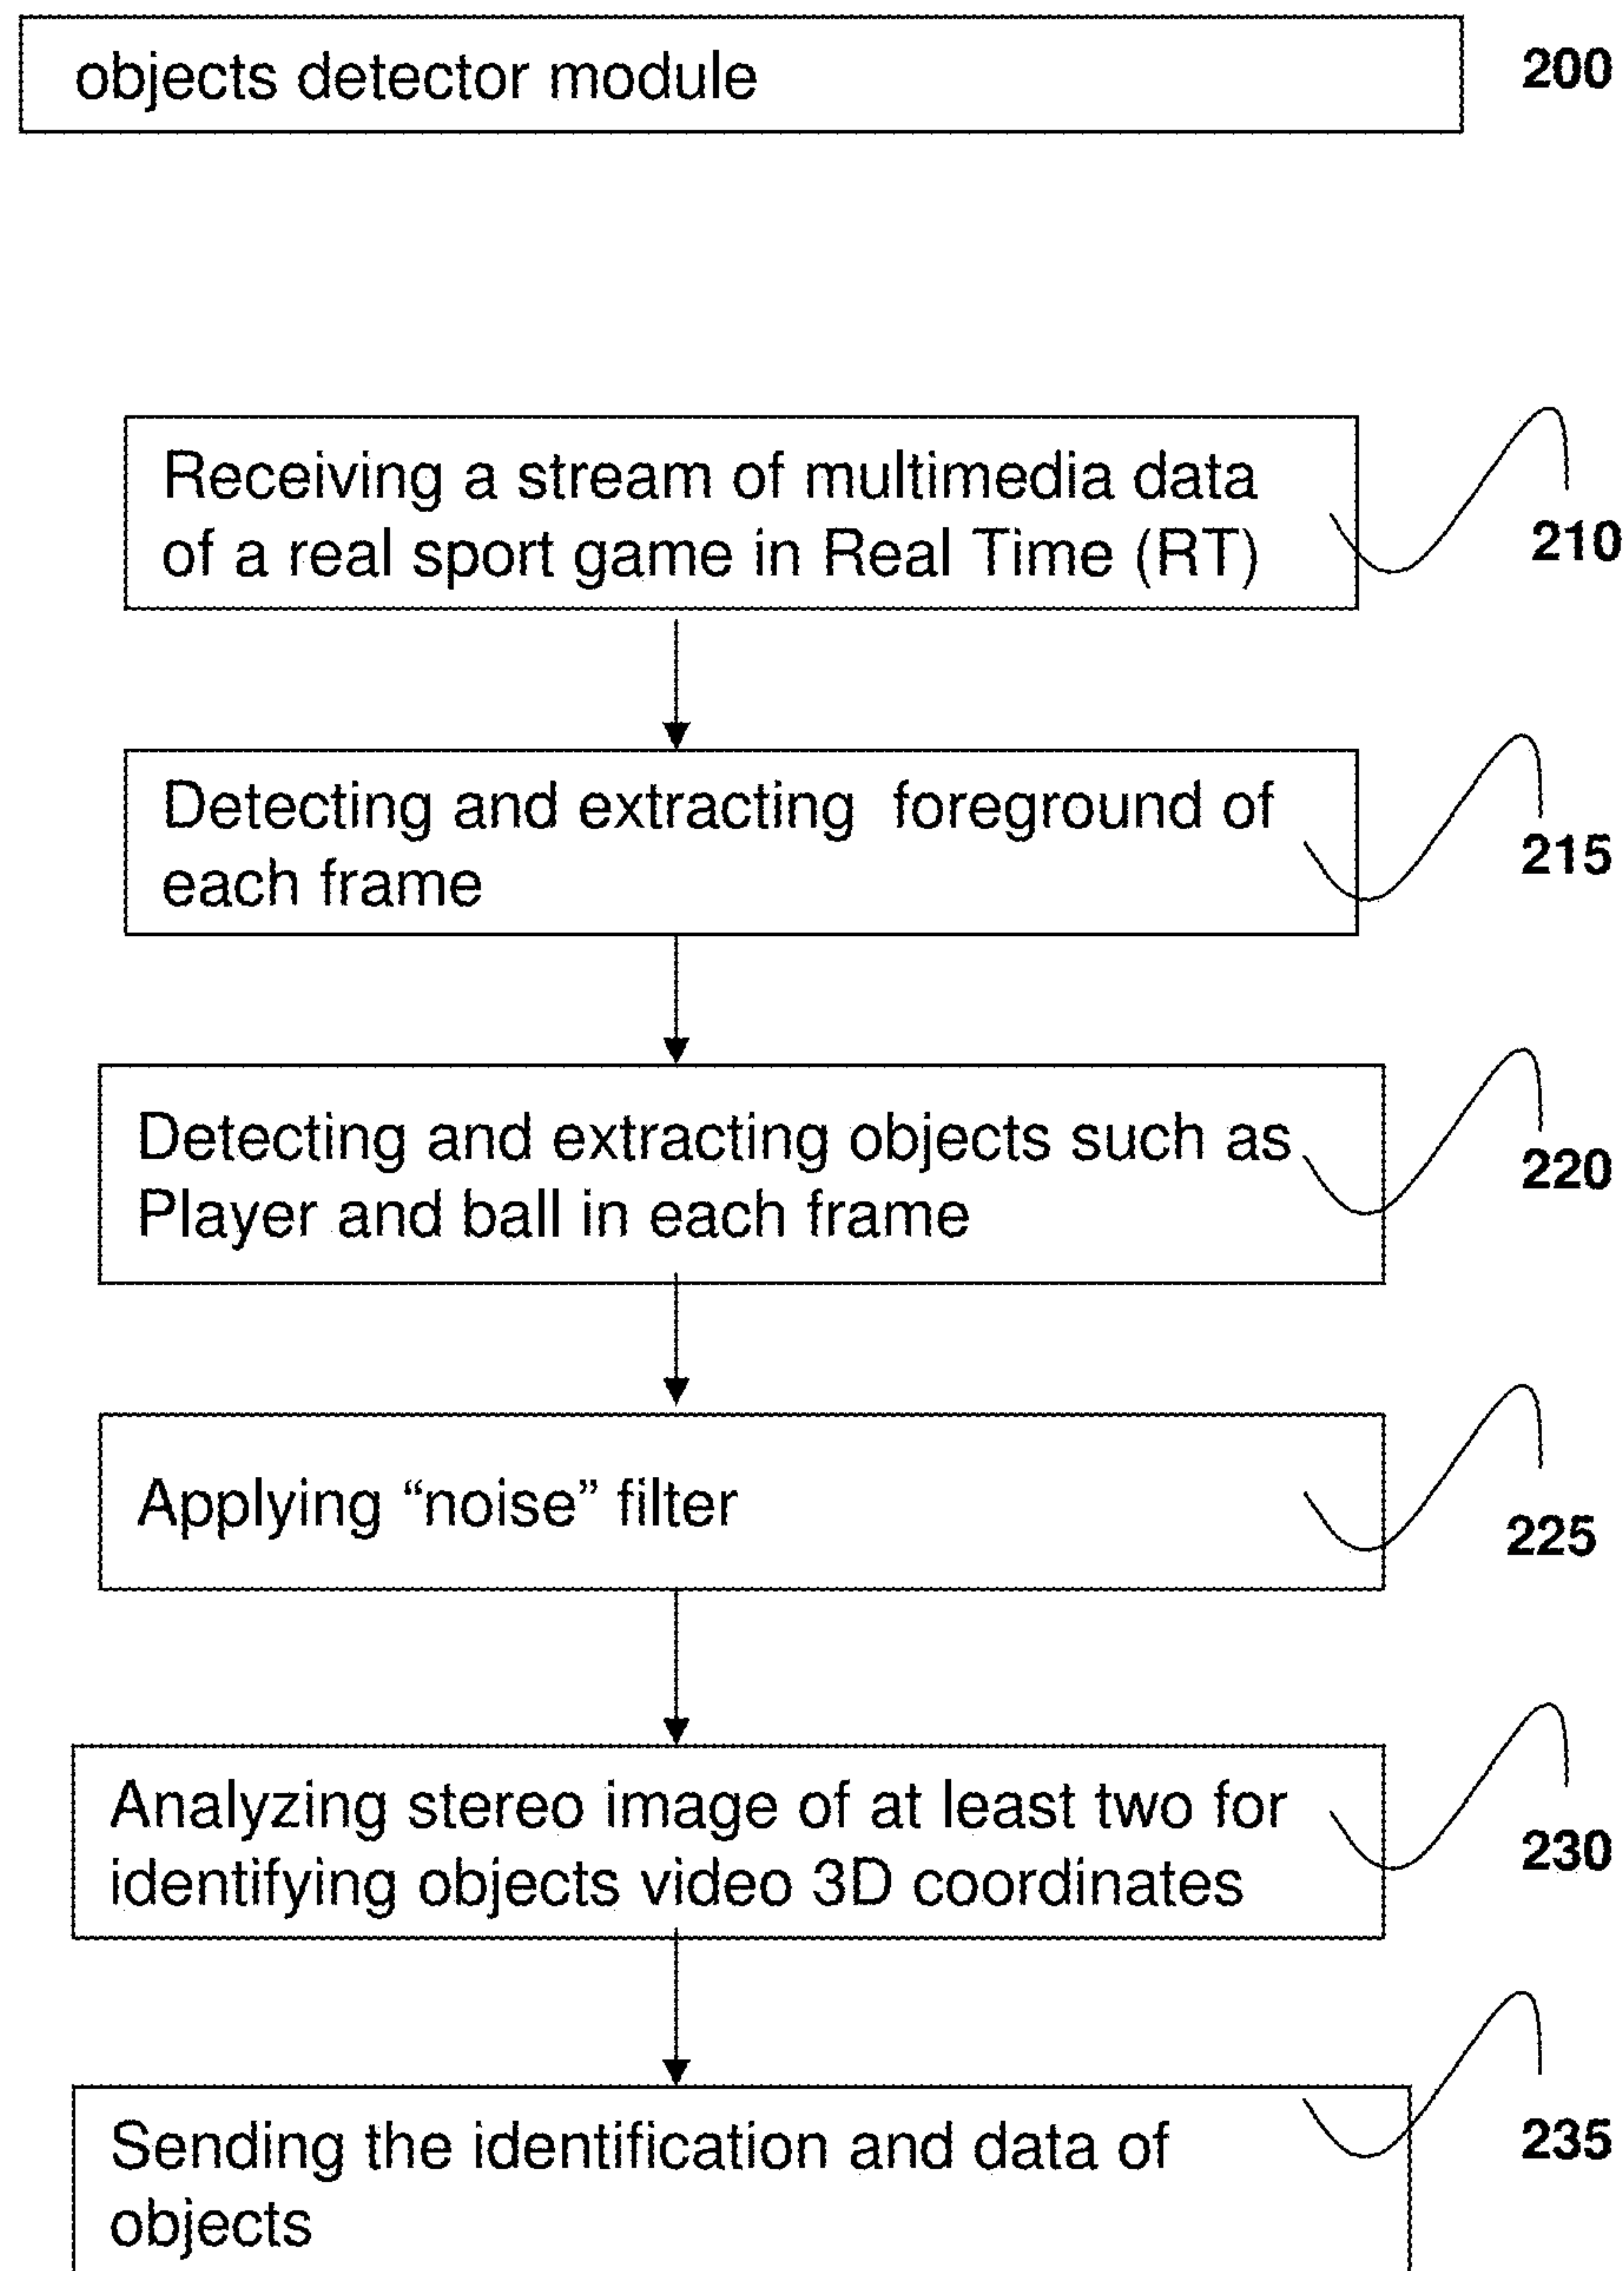 objects detector module 200
Receiving a stream of multimedia data
of a real sport game in Real Time (RT)
210
Detecting and extracting foreground of
each frame
215
Detecting and extracting objects such as
Player and ball in each frame
220
Applying “noise” filter
225
Analyzing stereo image of at least two for
identifying objects video 3D coordinates
230
Sending the identification and data of
objects
235